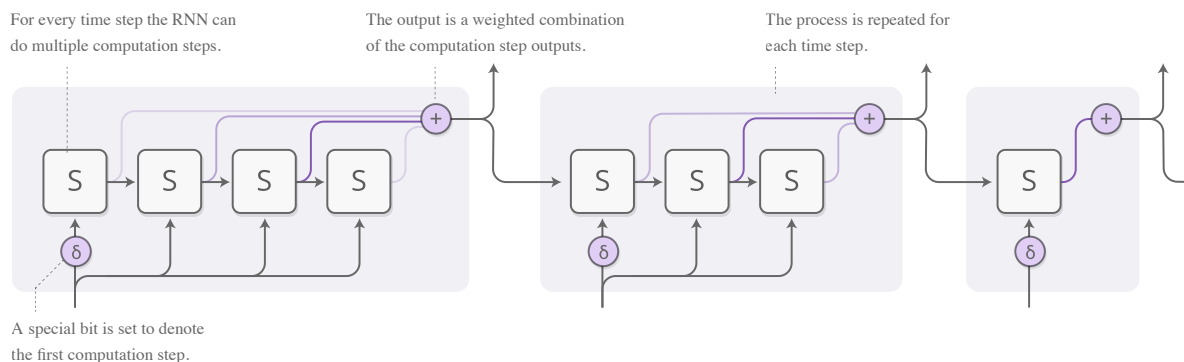 For every time step the RNN can
do multiple computation steps.
The output is a weighted combination
of the computation step outputs.
The process is repeated for
each time step.
+
+
+
S
S
S
S
S
S
S
S
δ
δ
δ
A special bit is set to denote
the first computation step.